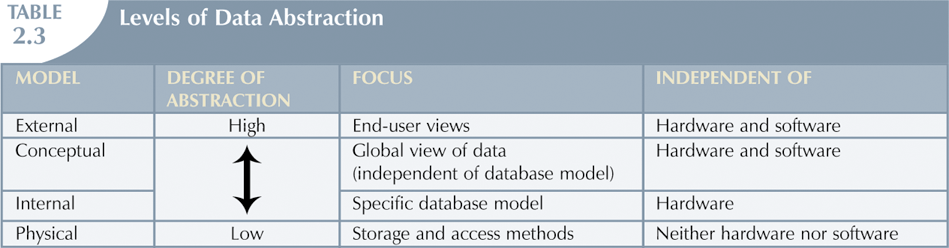 TABLE
2.3
Levels of Data Abstraction
MODEL DEGREE OF ABSTRACTION FOCUS INDEPENDENT OF
External High End-user views Hardware and software
Conceptual Global view of data Hardware and software
(independent of database model)
Internal Specific database model Hardware
Physical Low Storage and access methods Neither hardware nor software